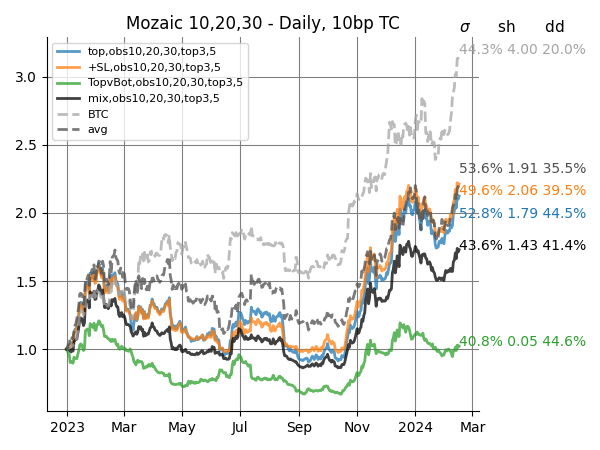 Mozaic 10,20,30 - Daily, 10bp TC
σ sh dd
top,obs10,20,30,top3,5
+SL,obs10,20,30,top3,5
TopvBot,obs10,20,30,top3,5
mix,obs10,20,30,top3,5
BTC
avg
44.3% 4.00 20.0%
53.6% 1.91 35.5%
49.6% 2.06 39.5%
52.8% 1.79 44.5%
43.6% 1.43 41.4%
40.8% 0.05 44.6%
3.0
2.5
2.0
1.5
1.0
2023 Mar May Jul Sep Nov 2024 Mar